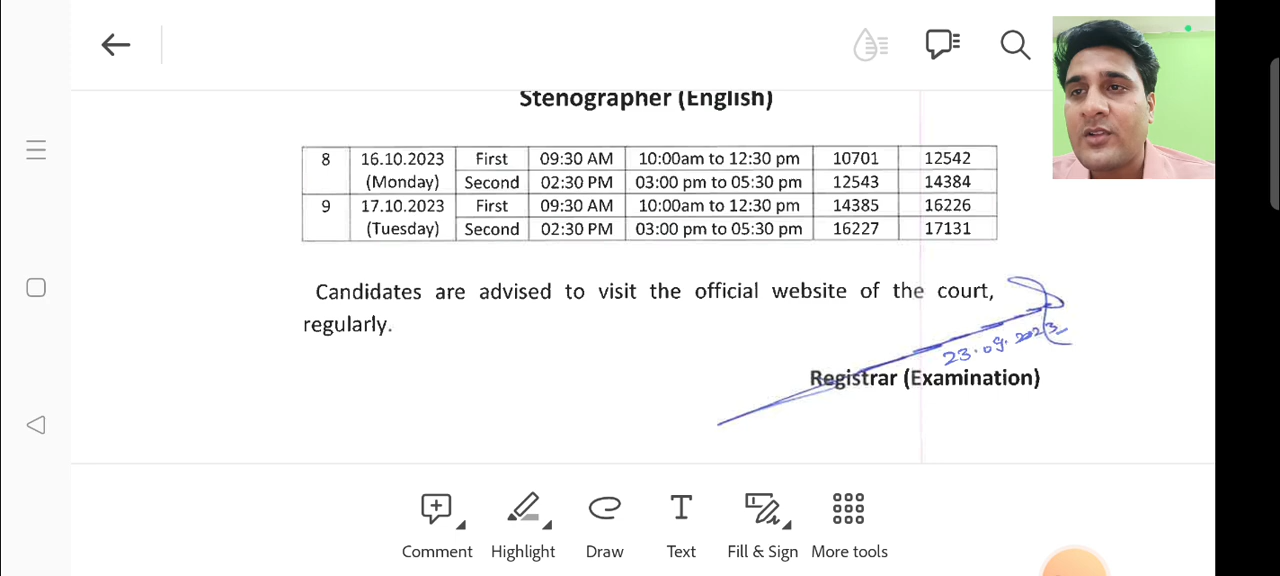 Stenographer (English)
8 16.10.2023 (Monday) First 09:30 AM 10:00am to 12:30 pm 10701 12542
Second 02:30 PM 03:00 pm to 05:30 pm 12543 14384
9 17.10.2023 (Tuesday) First 09:30 AM 10:00am to 12:30 pm 14385 16226
Second 02:30 PM 03:00 pm to 05:30 pm 16227 17131
Candidates are advised to visit the official website of the court,
regularly.
23.09.2023
Registrar (Examination)
Comment Highlight Draw Text Fill & Sign More tools